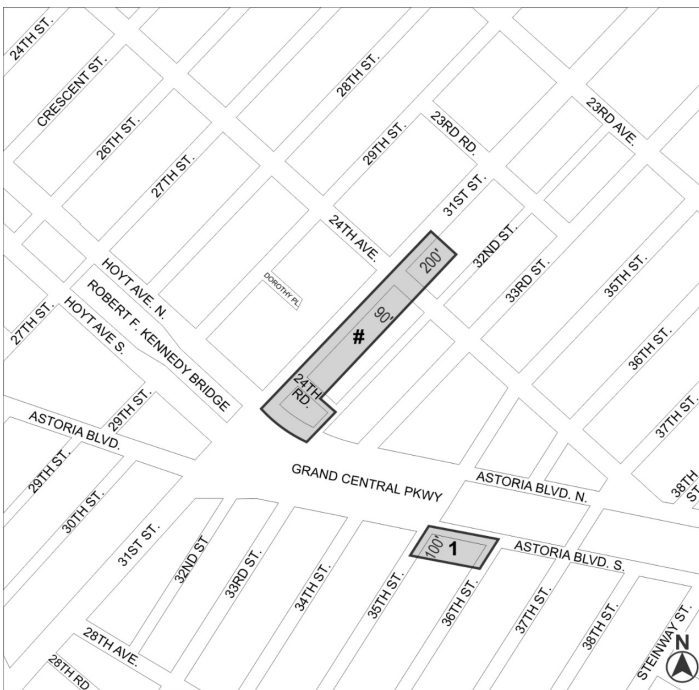 24TH ST.
CRESCENT ST.
26TH ST.
27TH ST.
28TH ST.
29TH ST.
23RD RD.
23RD AVE.
31ST ST.
24TH AVE.
32ND ST.
33RD ST.
35TH ST.
36TH ST.
37TH ST.
38TH
ST.
200'
90'
#
24TH
RD.
DOROTHY PL.
HOYT AVE. N.
ROBERT F. KENNEDY BRIDGE
HOYT AVE S.
27TH ST.
29TH ST.
ASTORIA BLVD.
29TH ST.
30TH ST.
31ST ST.
32ND ST
33RD ST.
34TH ST.
35TH ST.
36TH ST.
37TH ST.
38TH ST.
STEINWAY ST.
GRAND CENTRAL PKWY
ASTORIA BLVD. N.
ASTORIA BLVD. S.
100'
1
28TH AVE.
28TH RD
N